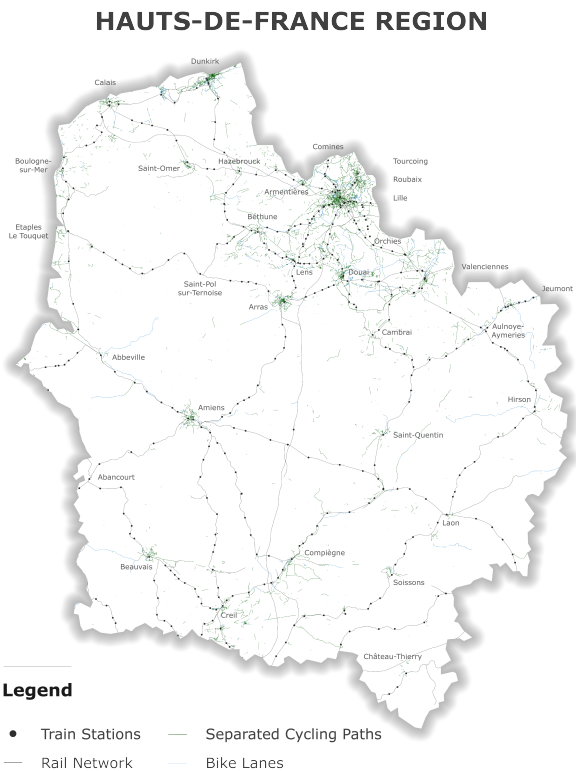 HAUTS-DE-FRANCE REGION
Dunkirk
Calais
Comines
Boulogne-
sur-Mer
Saint-Omer
Hazebrouck
Tourcoing
Roubaix
Armentières
Lille
Béthune
Etaples
Le Touquet
Orchies
Lens
Douai
Valenciennes
Saint-Pol
sur-Ternoise
Jeumont
Arras
Cambrai
Aulnoye-
Aymeries
Abbeville
Hirson
Amiens
Saint-Quentin
Abancourt
Laon
Compiègne
Beauvais
Soissons
Creil
Château-Thierry
Legend
Train Stations
Separated Cycling Paths
Rail Network
Bike Lanes